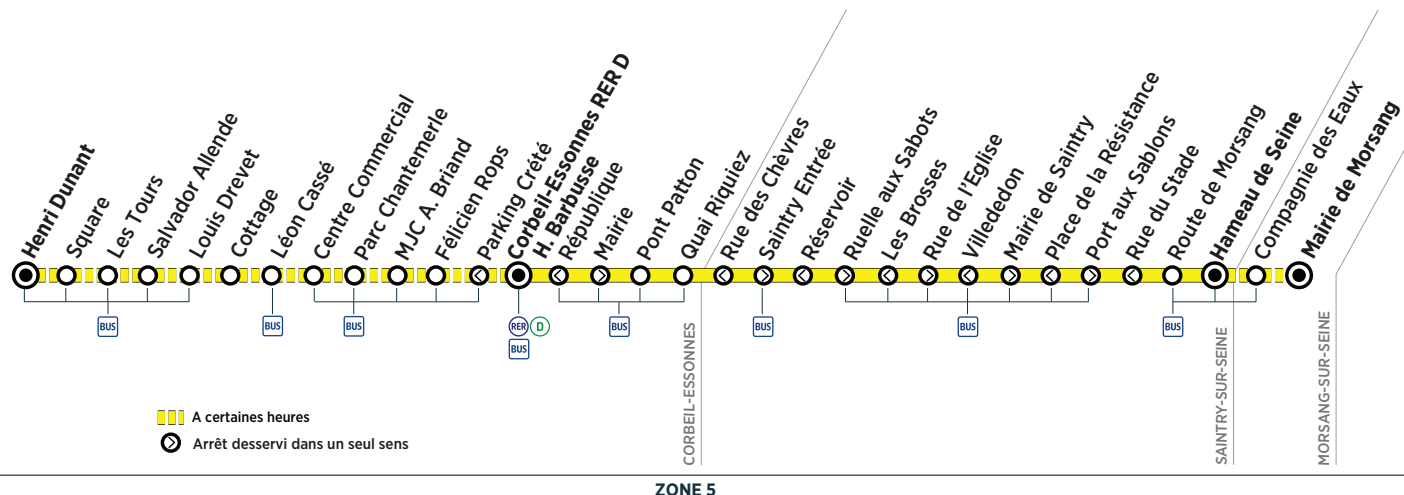 Henri Dunant
Square
Les Tours
Salvador Allende
Louis Drevet
Cottage
Léon Cassé
Centre Commercial
Parc Chantemerle
MJC A. Briand
Félicien Rops
Parking Crété
Corbeil-Essonnes RER D
H. Barbusse
République
Mairie
Pont Patton
Quai Riquiez
Rue des Chèvres
Saintry Entrée
Réservoir
Ruelle aux Sabots
Les Brosses
Rue de l'Eglise
Villededon
Mairie de Saintry
Place de la Résistance
Port aux Sablons
Rue du Stade
Route de Morsang
Hameau de Seine
Compagnie des Eaux
Mairie de Morsang
BUS
BUS
BUS
RER D
BUS
BUS
BUS
BUS
BUS
CORBEIL-ESSONNES
SAINTRY-SUR-SEINE
MORSANG-SUR-SEINE
A certaines heures
Arrêt desservi dans un seul sens
ZONE 5